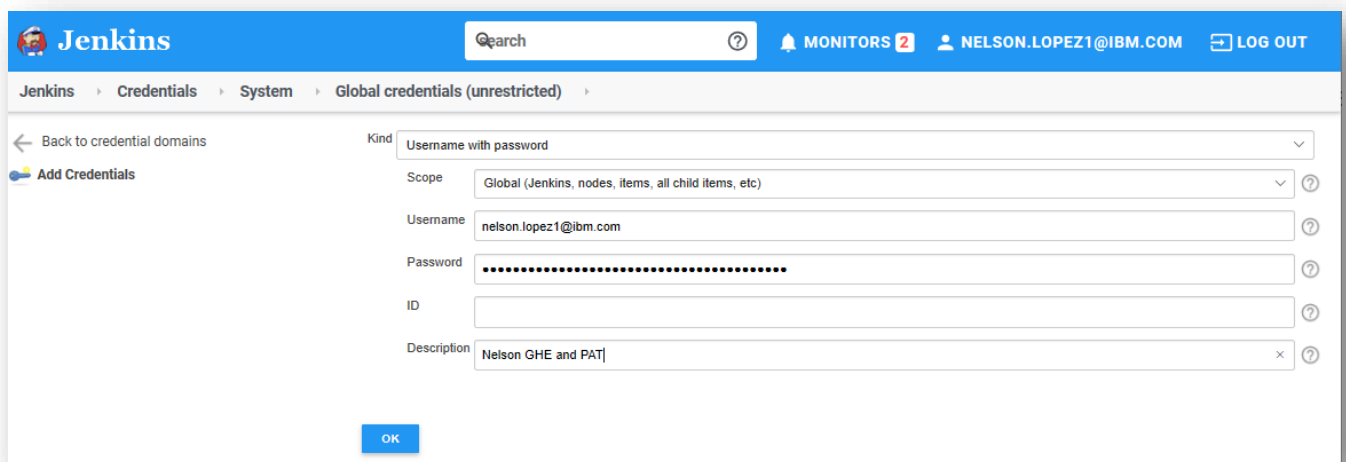 Jenkins
Search
MONITORS 2
NELSON.LOPEZ1@IBM.COM
LOG OUT
Jenkins
Credentials
System
Global credentials (unrestricted)
Back to credential domains
Add Credentials
Kind
Username with password
Scope
Global (Jenkins, nodes, items, all child items, etc)
Username
nelson.lopez1@ibm.com
Password
••••••••••••••••••••••••••••••••••••••••
ID
Description
Nelson GHE and PAT
OK